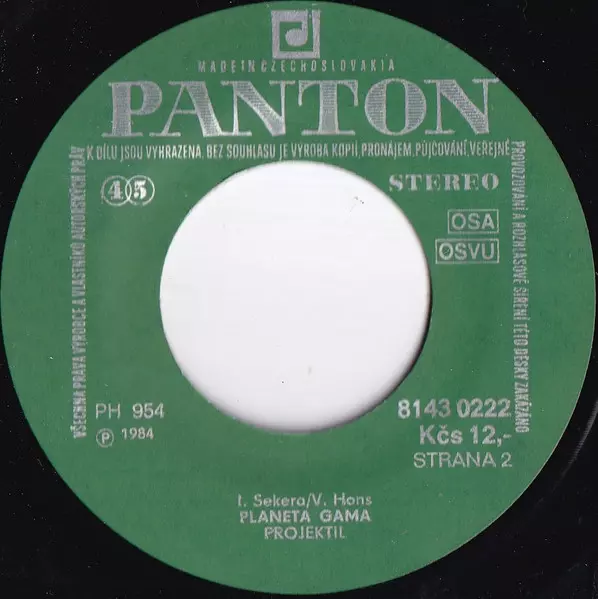 MADE IN CZECHOSLOVAKIA
PANTON
VŠECHNA PRÁVA VÝROBCE A VLASTNÍKŮ AUTORSKÝCH PRÁV
K DÍLU JSOU VYHRAZENA. BEZ SOUHLASU JE VÝROBA KOPIÍ, PRONÁJEM, PŮJČOVÁNÍ, VEŘEJNÉ
PROVOZOVÁNÍ A ROZHLASOVÉ ŠÍŘENÍ TÉTO DESKY ZAKÁZÁNO
45
STEREO
OSA
OSVU
PH 954
Ⓟ 1984
8143 0222
Kčs 12,-
STRANA 2
I. Sekera/V. Hons
PLANETA GAMA
PROJEKTIL